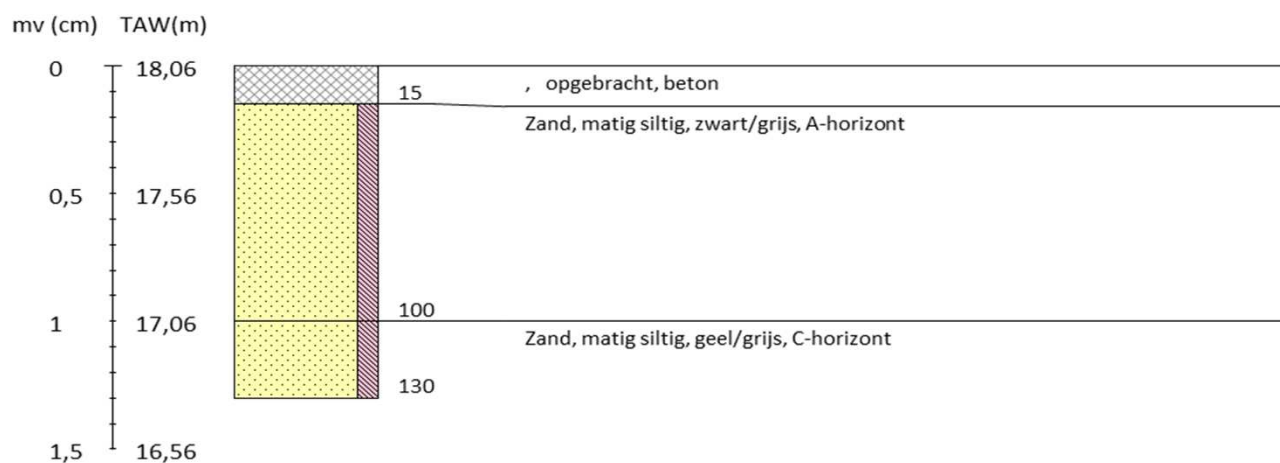 mv (cm) TAW(m)
0 18,06
, opgebracht, beton
15
Zand, matig siltig, zwart/grijs, A-horizont
0,5 17,56
100
1 17,06
Zand, matig siltig, geel/grijs, C-horizont
130
1,5 16,56